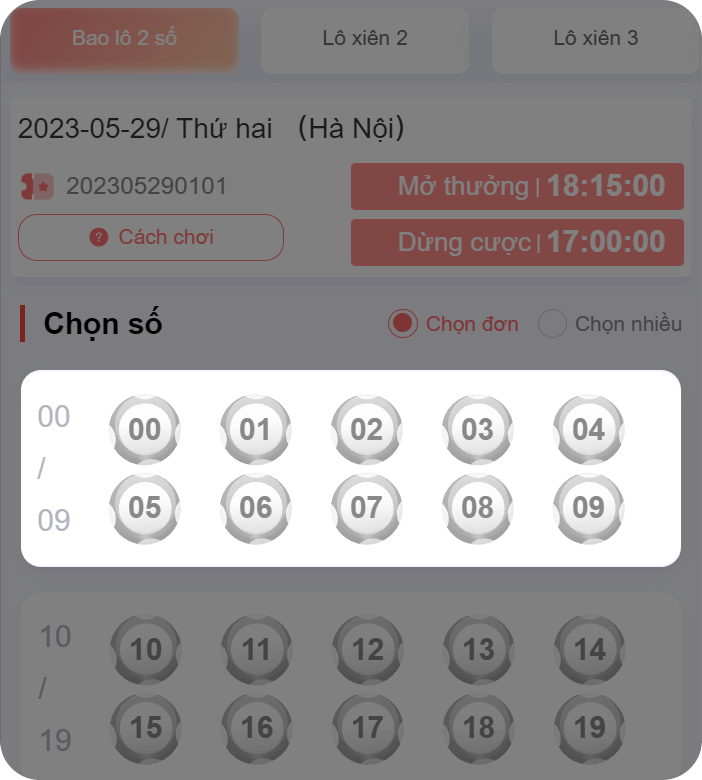 Bao lô 2 số Lô xiên 2 Lô xiên 3
2023-05-29/ Thứ hai (Hà Nội)
202305290101
Mở thưởng | 18:15:00
? Cách chơi
Dừng cược | 17:00:00
Chọn số
Chọn đơn Chọn nhiều
00 / 09
00 01 02 03 04
05 06 07 08 09
10 / 19
10 11 12 13 14
15 16 17 18 19